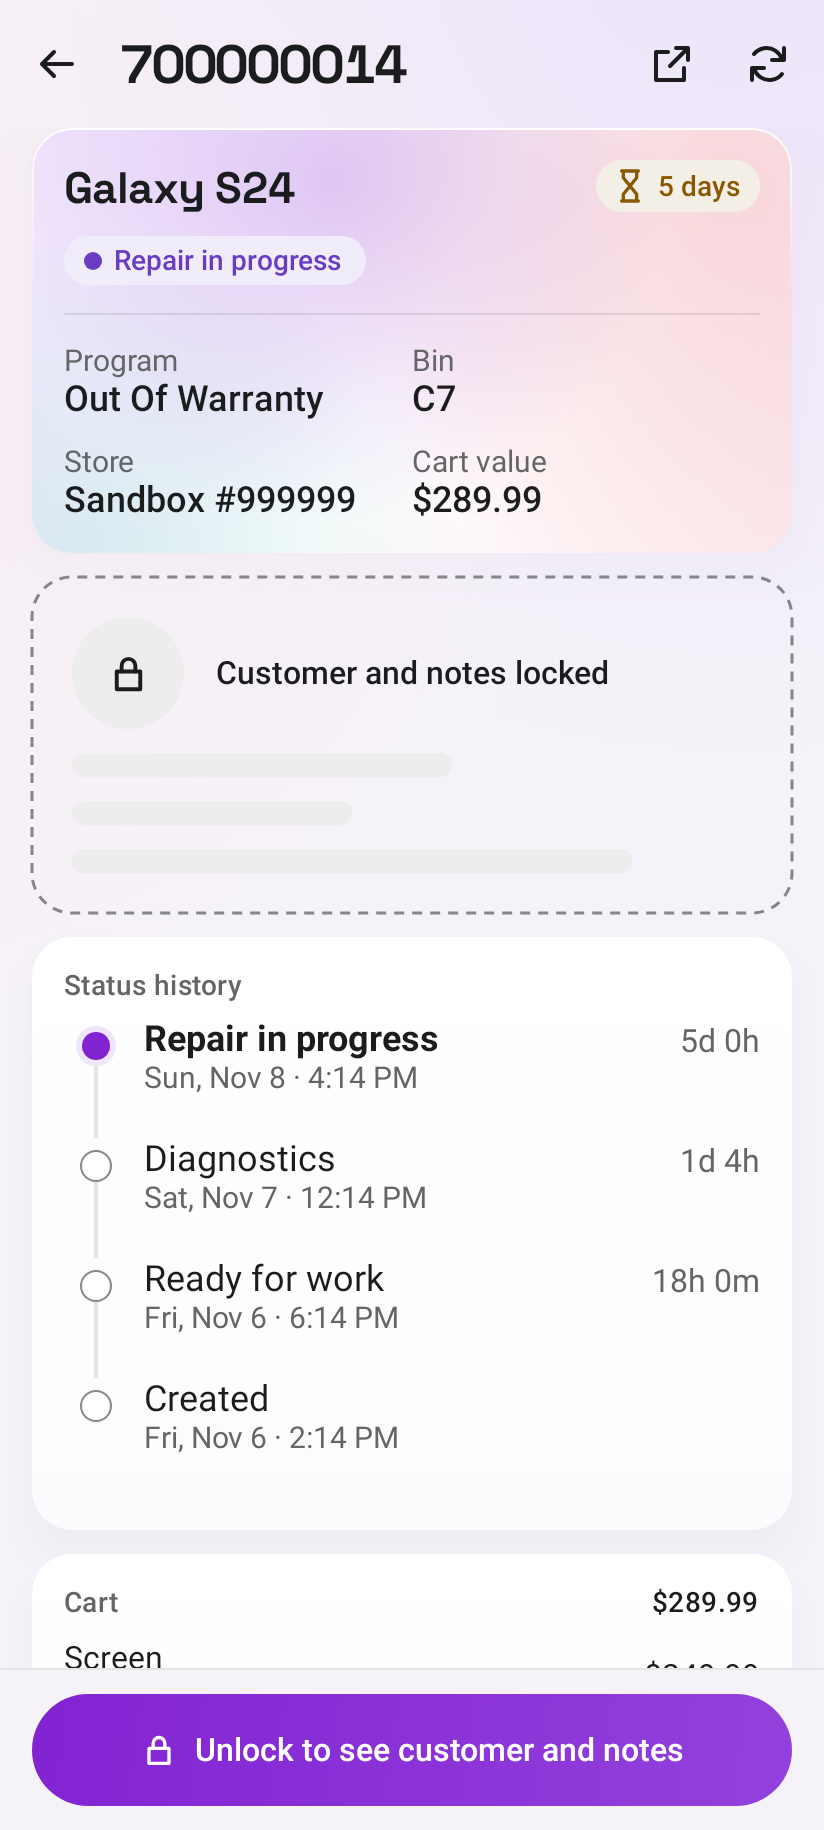 700000014
Galaxy S24
5 days
Repair in progress
Program
Bin
Out Of Warranty
C7
Store
Cart value
Sandbox #999999
$289.99
Customer and notes locked
Status history
Repair in progress
5d 0h
Sun, Nov 8 · 4:14 PM
Diagnostics
1d 4h
Sat, Nov 7 · 12:14 PM
Ready for work
18h 0m
Fri, Nov 6 · 6:14 PM
Created
Fri, Nov 6 · 2:14 PM
Cart
$289.99
Screen
Unlock to see customer and notes